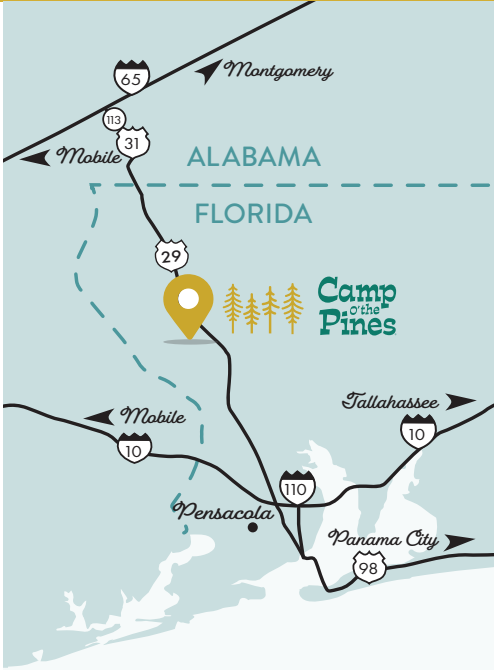 65
Montgomery
113
31
Mobile
ALABAMA
FLORIDA
29
Camp
o'the
Pines
Tallahassee
Mobile
10
10
110
Pensacola
Panama City
98